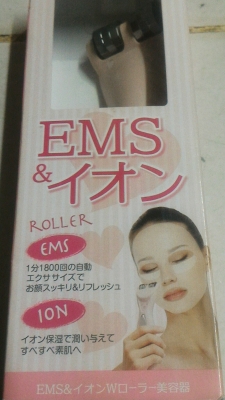 EMS
&イオン
ROLLER
EMS
1分1800回の自動
エクササイズで
お顔スッキリ&リフレッシュ
ION
イオン保湿で潤い与えて
すべすべ素肌へ
EMS&イオンWローラー美容器